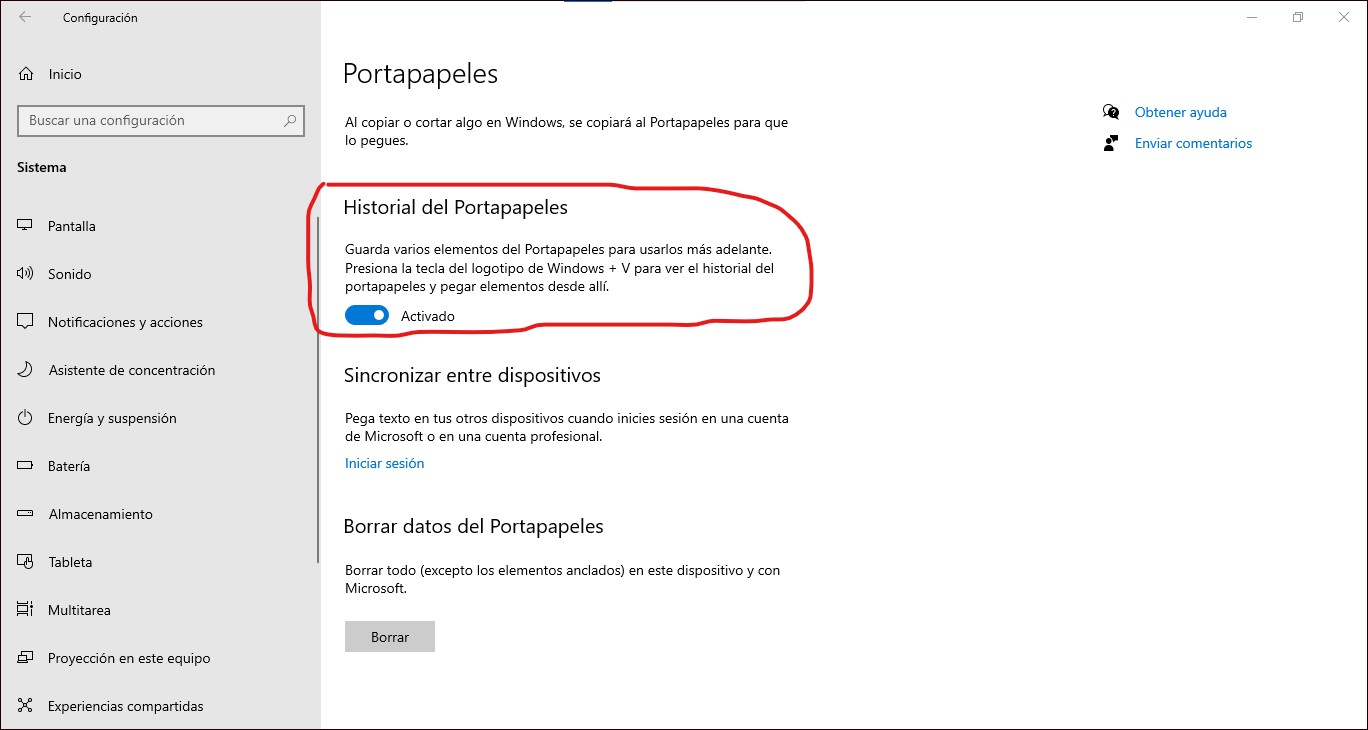 Configuración
Inicio
Buscar una configuración
Sistema
Pantalla
Sonido
Notificaciones y acciones
Asistente de concentración
Energía y suspensión
Batería
Almacenamiento
Tableta
Multitarea
Proyección en este equipo
Experiencias compartidas
Portapapeles
Al copiar o cortar algo en Windows, se copiará al Portapapeles para que
lo pegues.
Historial del Portapapeles
Guarda varios elementos del Portapapeles para usarlos más adelante.
Presiona la tecla del logotipo de Windows + V para ver el historial del
portapapeles y pegar elementos desde allí.
Activado
Sincronizar entre dispositivos
Pega texto en tus otros dispositivos cuando inicies sesión en una cuenta
de Microsoft o en una cuenta profesional.
Iniciar sesión
Borrar datos del Portapapeles
Borrar todo (excepto los elementos anclados) en este dispositivo y con
Microsoft.
Borrar
Obtener ayuda
Enviar comentarios